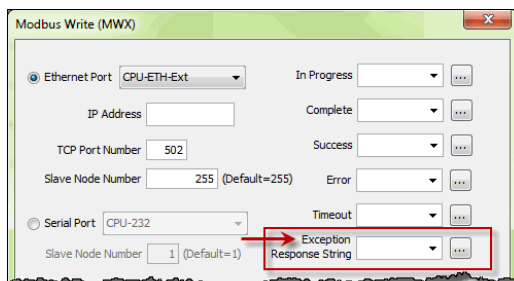 Modbus Write (MWX)
Ethernet Port CPU-ETH-Ext In Progress ...
IP Address Complete ...
TCP Port Number 502 Success ...
Slave Node Number 255 (Default=255) Error ...
Serial Port CPU-232 Timeout ...
Slave Node Number 1 (Default=1) Exception
Response String ...